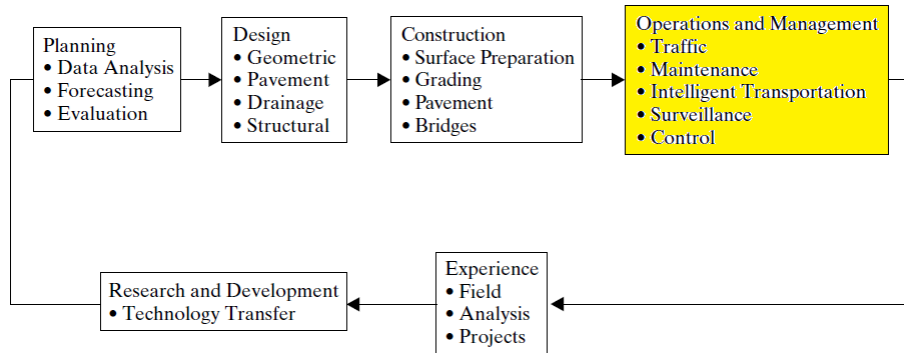 Planning
• Data Analysis
• Forecasting
• Evaluation
Design
• Geometric
• Pavement
• Drainage
• Structural
Construction
• Surface Preparation
• Grading
• Pavement
• Bridges
Operations and Management
• Traffic
• Maintenance
• Intelligent Transportation
• Surveillance
• Control
Research and Development
• Technology Transfer
Experience
• Field
• Analysis
• Projects